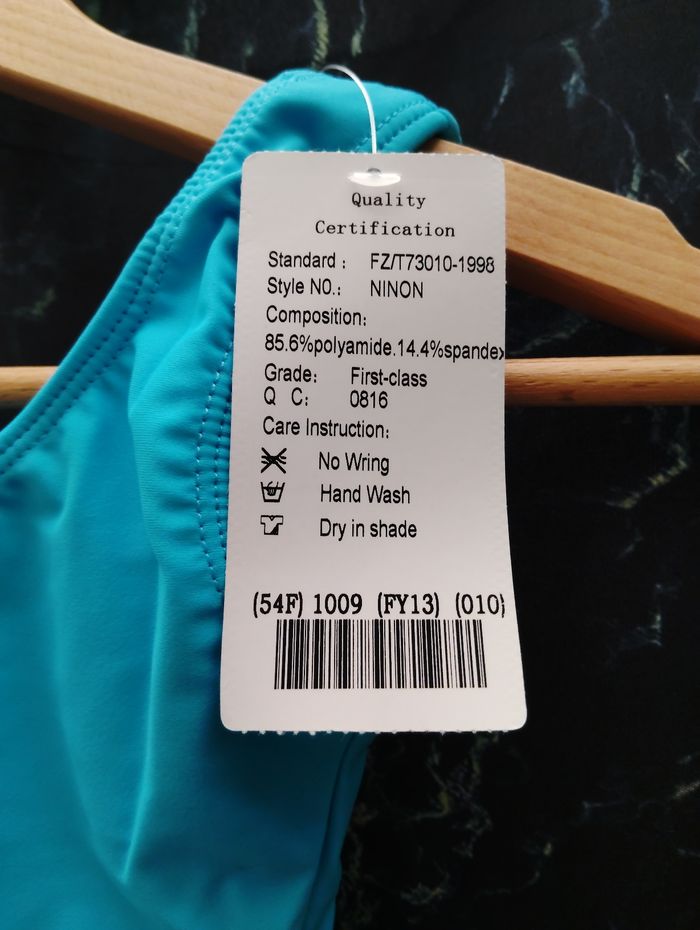 Quality
Certification
Standard : FZ/T73010-1998
Style N0.: NINON
Composition:
85.6%polyamide.14.4%spandex
Grade: First-class
Q C: 0816
Care Instruction:
No Wring
Hand Wash
Dry in shade
(54F) 1009 (FY13) (010)